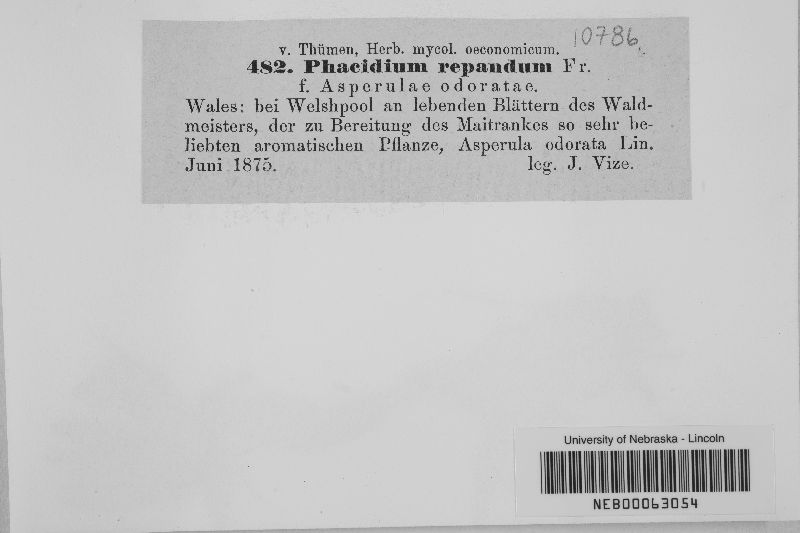 10786
v. Thümen, Herb. mycol. oeconomicum.
482. Phacidium repandum Fr.
f. Asperulae odoratae.
Wales: bei Welshpool an lebenden Blättern des Wald-
meisters, der zu Bereitung des Maitrankes so sehr be-
liebten aromatischen Pflanze, Asperula odorata Lin.
Juni 1875. leg. J. Vize.
University of Nebraska - Lincoln
NEB00063054